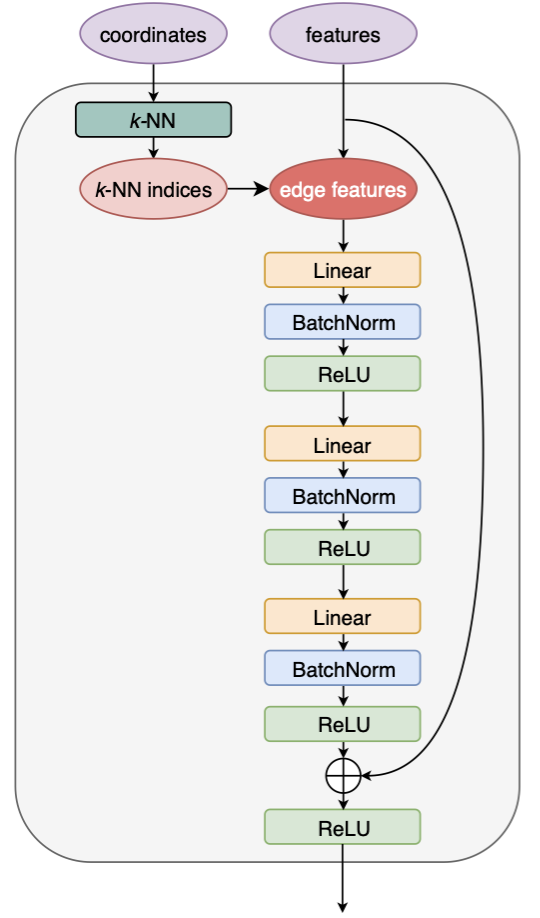 coordinates
features
k-NN
k-NN indices
edge features
Linear
BatchNorm
ReLU
Linear
BatchNorm
ReLU
Linear
BatchNorm
ReLU
ReLU